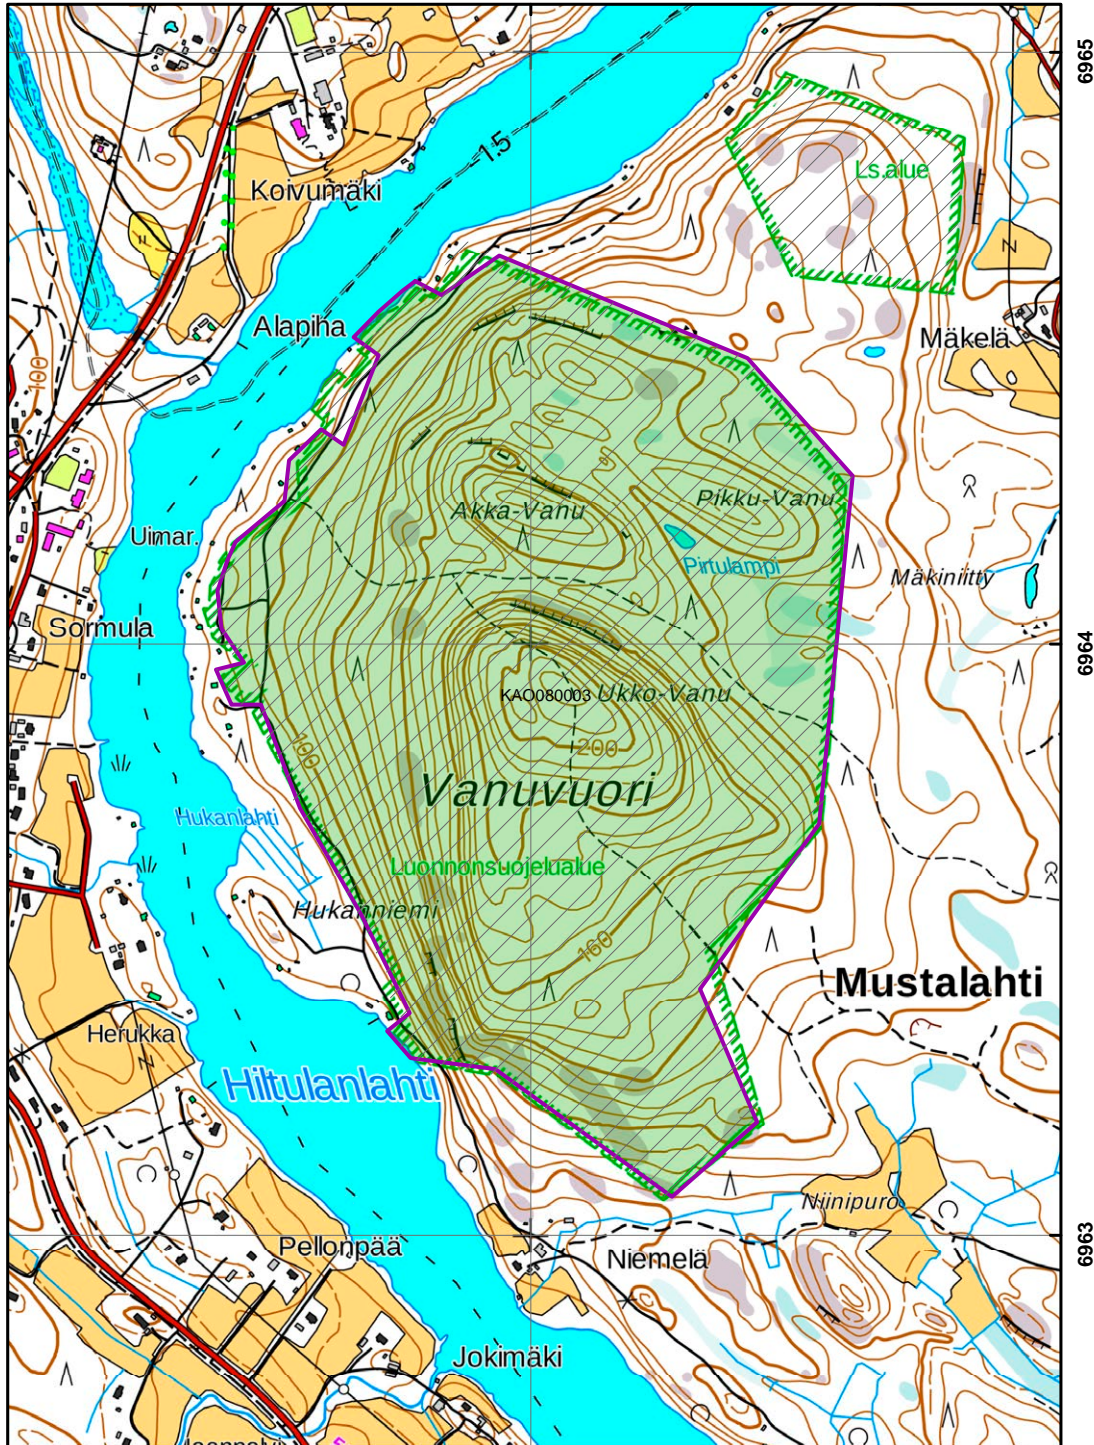 6965
1.5
Koivumäki
Ls.alue
Alapiha
Mäkelä
100
Akka-Vanu
Pikku-Vanu
Uimar.
Pirtulampi
Mäkiniitty
Sormula
6964
KAO080003
Ukko-Vanu
200
100
Vanuvuori
Hukanlahti
Luonnonsuojelualue
Hukanniemi
160
Mustalahti
Herukka
Hiltulanlahti
Niinipuro
Pellonpää
Niemelä
6963
Jokimäki